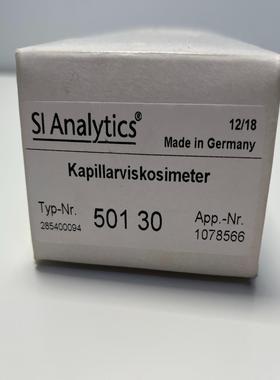 SI Analytics® 12/18
Made in Germany
Kapillarviskosimeter
Typ-Nr. 501 30 App.-Nr.
285400094 1078566